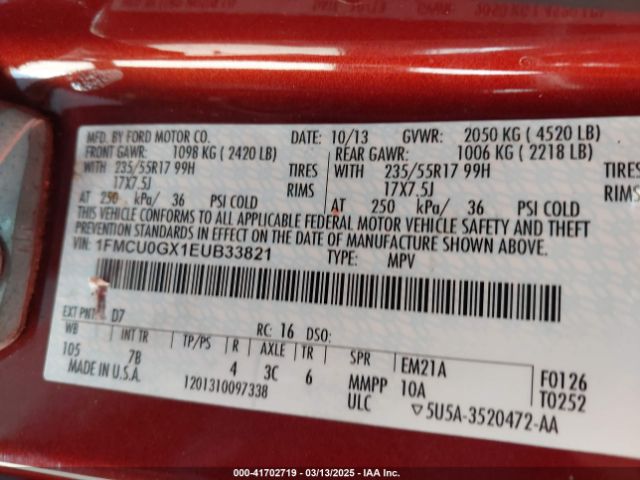 MFD. BY FORD MOTOR CO. DATE: 10/13 GVWR: 2050 KG ( 4520 LB)
FRONT GAWR: 1098 KG ( 2420 LB) REAR GAWR: 1006 KG ( 2218 LB)
WITH 235/55R17 99H TIRES WITH 235/55R17 99H
17X7.5J RIMS 17X7.5J
AT 250 kPa/ 36 PSI COLD AT 250 kPa/ 36 PSI COLD
THIS VEHICLE CONFORMS TO ALL APPLICABLE FEDERAL MOTOR VEHICLE SAFETY AND THEFT
PREVENTION STANDARDS IN EFFECT ON THE DATE OF MANUFACTURE SHOWN ABOVE.
VIN: 1FMCU0GX1EUB33821 TYPE: MPV
EXT PNT: D7 RC: 16 DSO:
WB INT TR TP/PS R AXLE TR SPR EM21A F0126
105 7B 4 3C 6 MMPP 10A T0252
MADE IN U.S.A. 1201310097338 ULC ▽5U5A-3520472-AA
000-41702719 - 03/13/2025 - IAA Inc.